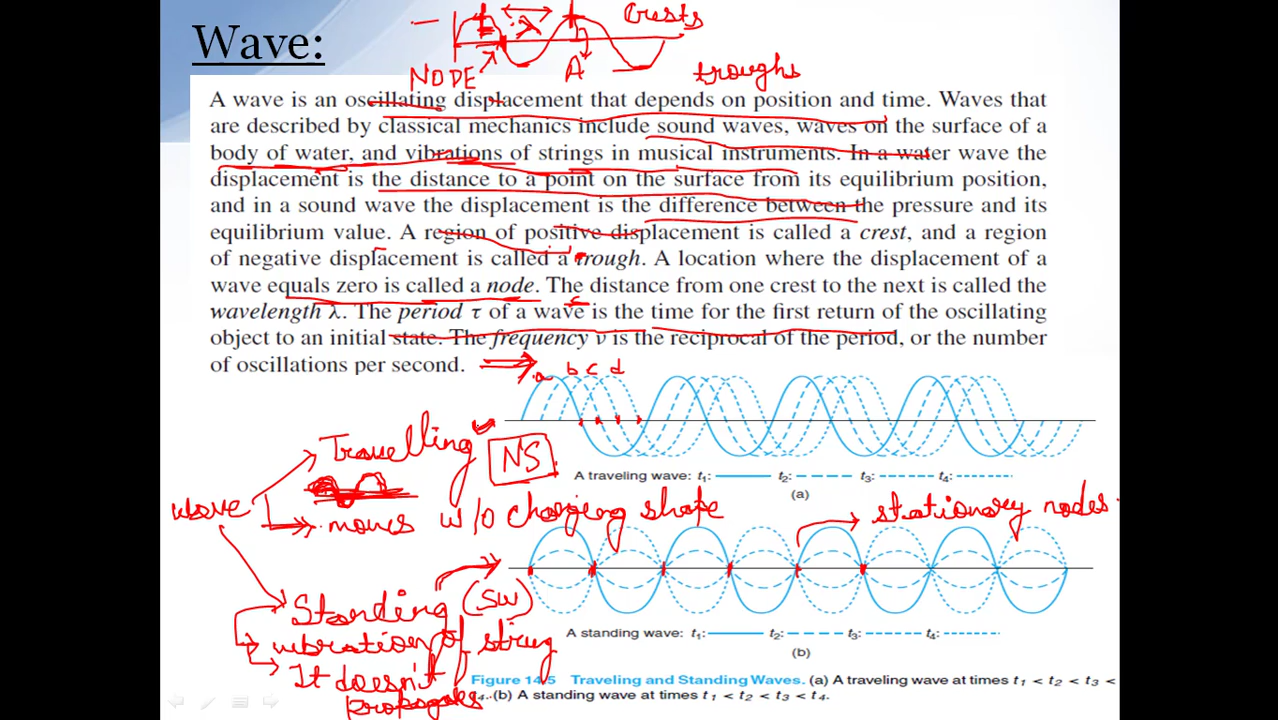 Wave:
Crests
λ
NODE
A
troughs
A wave is an oscillating displacement that depends on position and time. Waves that
are described by classical mechanics include sound waves, waves on the surface of a
body of water, and vibrations of strings in musical instruments. In a water wave the
displacement is the distance to a point on the surface from its equilibrium position,
and in a sound wave the displacement is the difference between the pressure and its
equilibrium value. A region of positive displacement is called a crest, and a region
of negative displacement is called a trough. A location where the displacement of a
wave equals zero is called a node. The distance from one crest to the next is called the
wavelength λ. The period τ of a wave is the time for the first return of the oscillating
object to an initial state. The frequency ν is the reciprocal of the period, or the number
of oscillations per second.
a b c d
Travelling
NS
A traveling wave: t1: t2: t3: t4:
(a)
wave
moves w/o changing shape
stationary nodes
Standing (SW)
vibration of string
A standing wave: t1: t2: t3: t4:
(b)
It doesn't
propagates
Figure 14.5 Traveling and Standing Waves. (a) A traveling wave at times t1 < t2 < t3 <
4. (b) A standing wave at times t1 < t2 < t3 < t4.